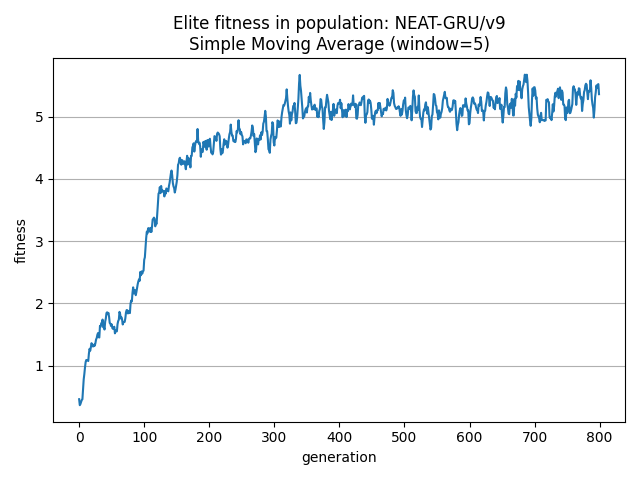 Elite fitness in population: NEAT-GRU/v9
Simple Moving Average (window=5)
fitness
5
4
3
2
1
0 100 200 300 400 500 600 700 800
generation